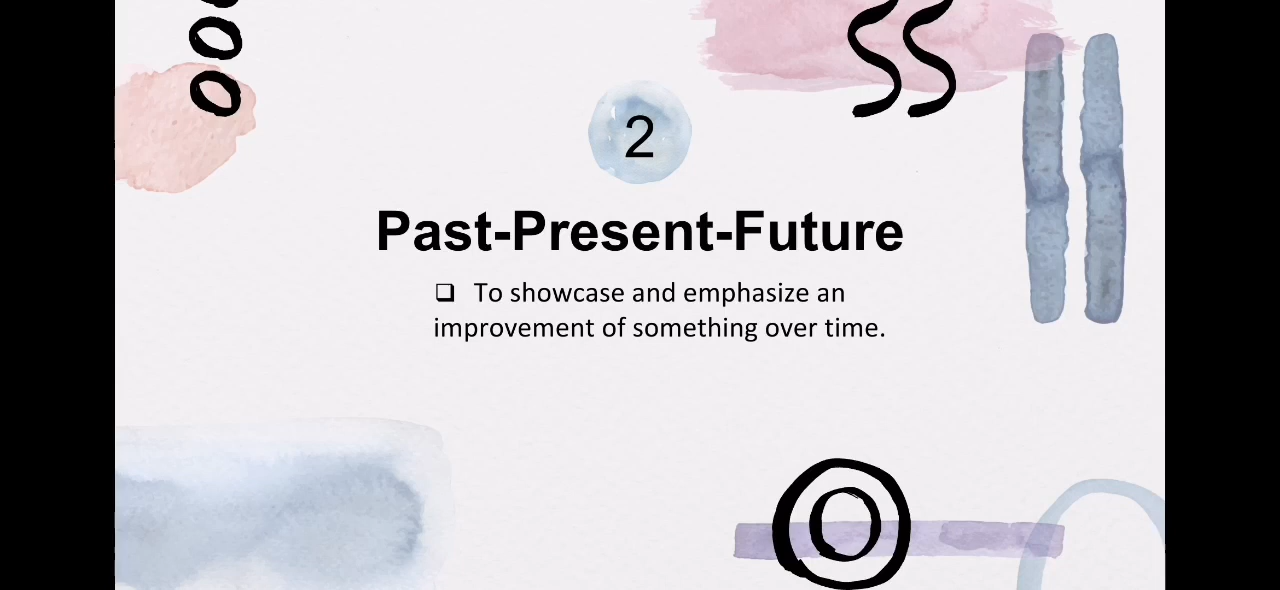 2
Past-Present-Future
❑ To showcase and emphasize an
improvement of something over time.